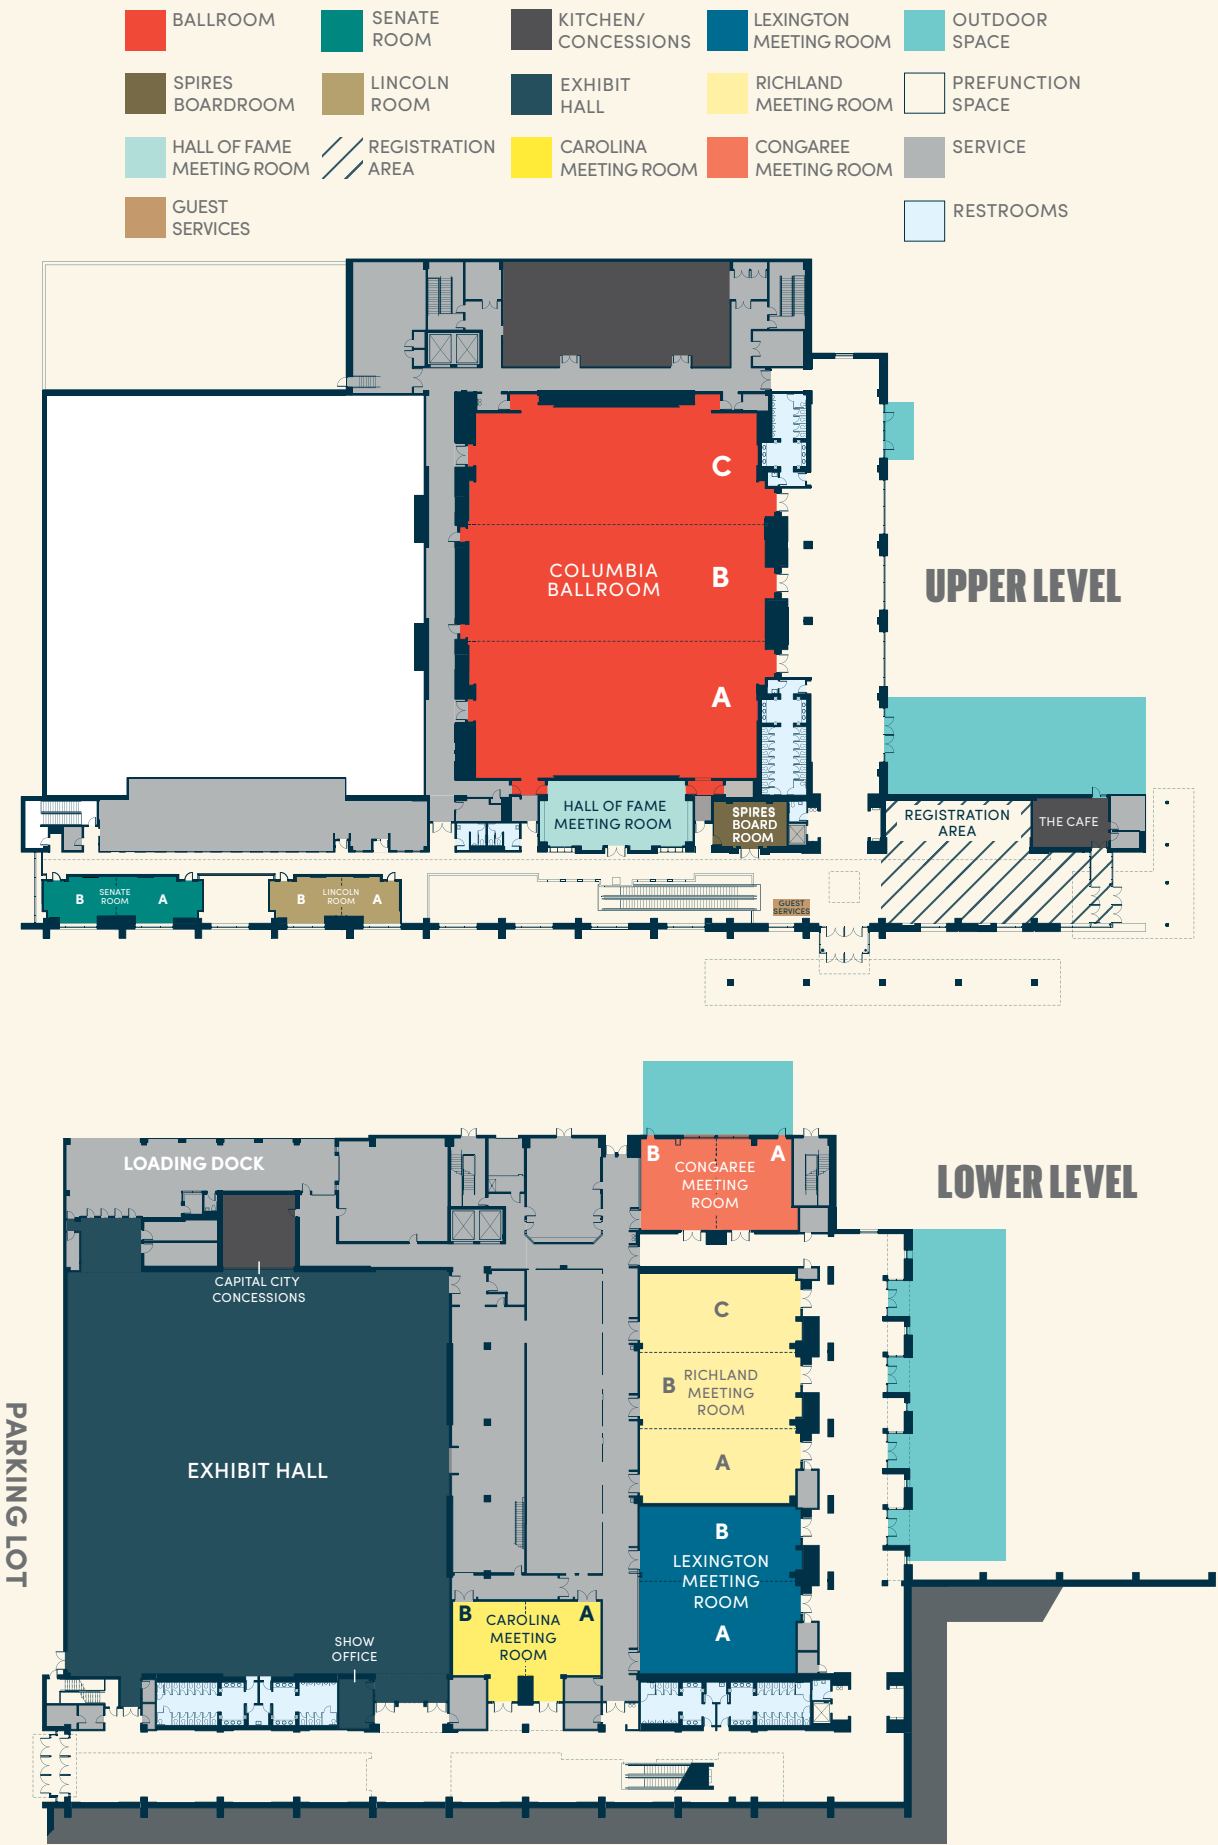 BALLROOM
SENATE
ROOM
KITCHEN/
CONCESSIONS
LEXINGTON
MEETING ROOM
OUTDOOR
SPACE
SPIRES
BOARDROOM
LINCOLN
ROOM
EXHIBIT
HALL
RICHLAND
MEETING ROOM
PREFUNCTION
SPACE
HALL OF FAME
MEETING ROOM
REGISTRATION
AREA
CAROLINA
MEETING ROOM
CONGAREE
MEETING ROOM
SERVICE
GUEST
SERVICES
RESTROOMS
C
COLUMBIA
BALLROOM
B
UPPER LEVEL
A
HALL OF FAME
MEETING ROOM
SPIRES
BOARD
ROOM
REGISTRATION
AREA
THE CAFE
B
SENATE
ROOM
A
B
LINCOLN
ROOM
A
GUEST
SERVICES
LOADING DOCK
B
A
CONGAREE
MEETING
ROOM
LOWER LEVEL
CAPITAL CITY
CONCESSIONS
C
B
RICHLAND
MEETING
ROOM
A
PARKING LOT
EXHIBIT HALL
B
LEXINGTON
MEETING
ROOM
A
B
A
CAROLINA
MEETING
ROOM
SHOW
OFFICE